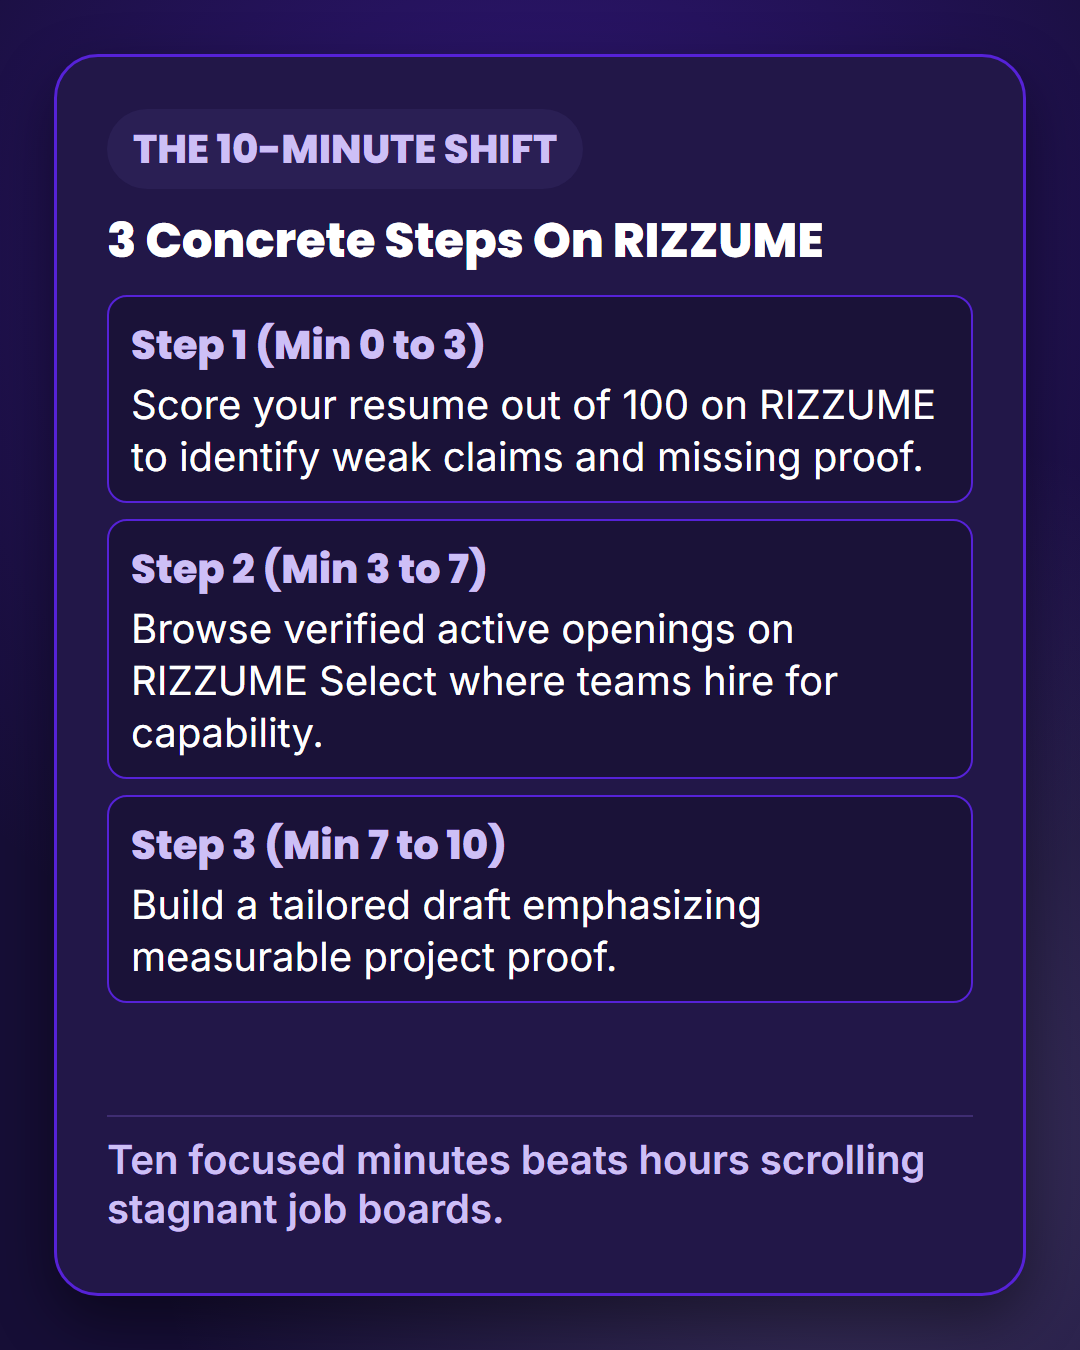 THE 10-MINUTE SHIFT
3 Concrete Steps On RIZZUME
Step 1 (Min 0 to 3)
Score your resume out of 100 on RIZZUME
to identify weak claims and missing proof.
Step 2 (Min 3 to 7)
Browse verified active openings on
RIZZUME Select where teams hire for
capability.
Step 3 (Min 7 to 10)
Build a tailored draft emphasizing
measurable project proof.
Ten focused minutes beats hours scrolling
stagnant job boards.